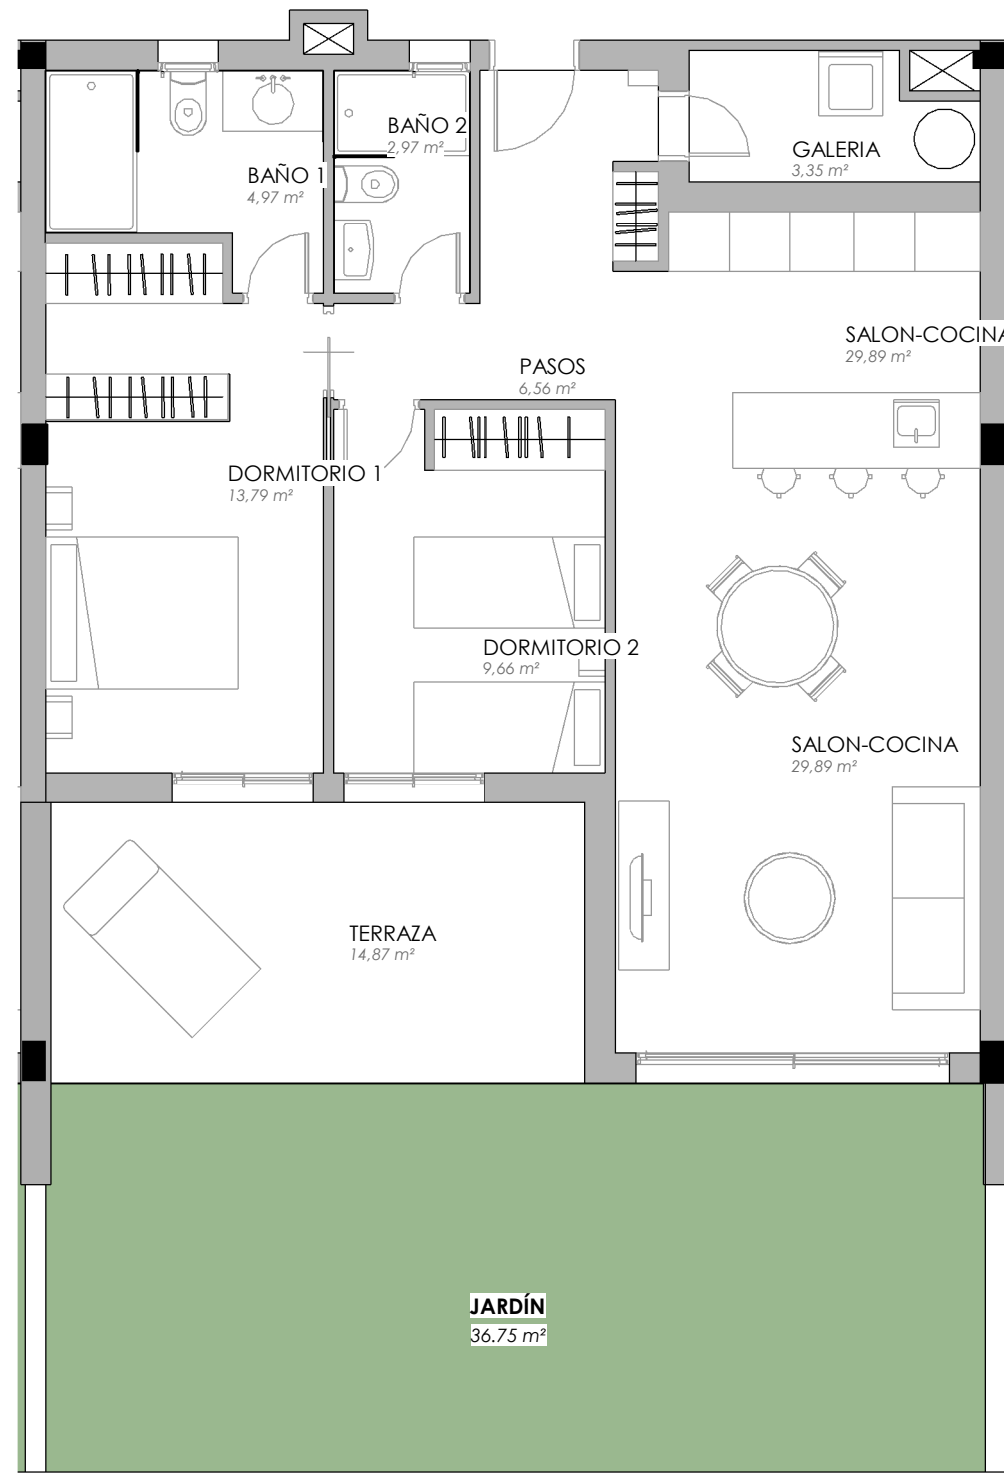 BAÑO 2
2,97 m²
BAÑO 1
4,97 m²
GALERIA
3,35 m²
SALON-COCINA
29,89 m²
PASOS
6,56 m²
DORMITORIO 1
13,79 m²
DORMITORIO 2
9,66 m²
SALON-COCINA
29,89 m²
TERRAZA
14,87 m²
JARDÍN
36.75 m²